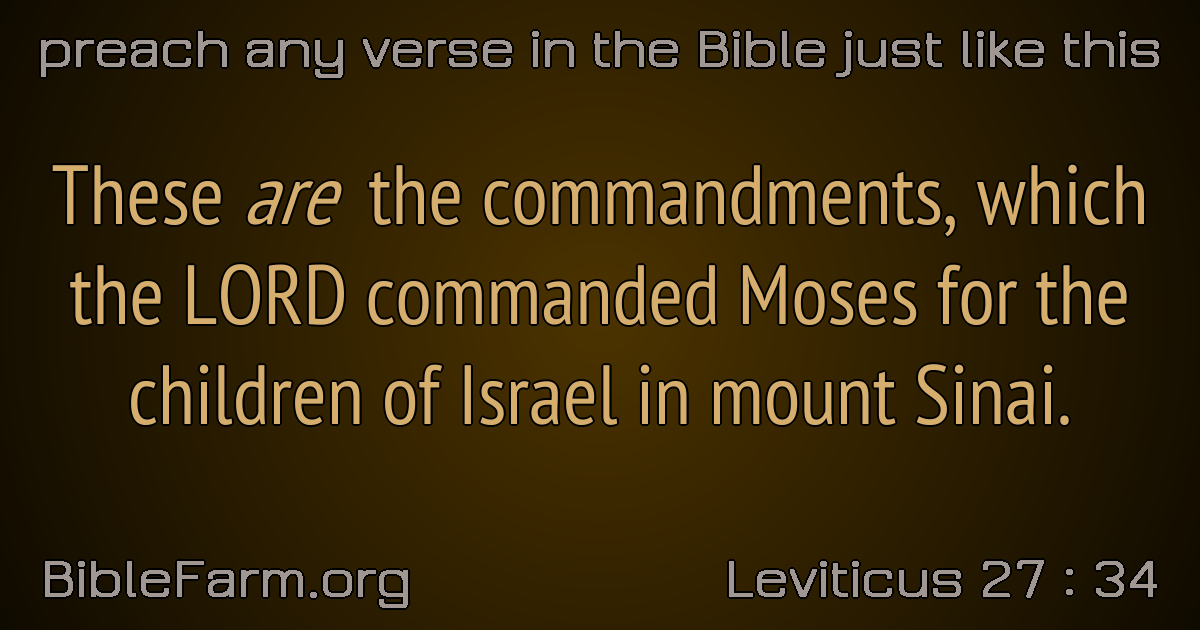 preach any verse in the Bible just like this
These are the commandments, which
the LORD commanded Moses for the
children of Israel in mount Sinai.
BibleFarm.org
Leviticus 27 : 34